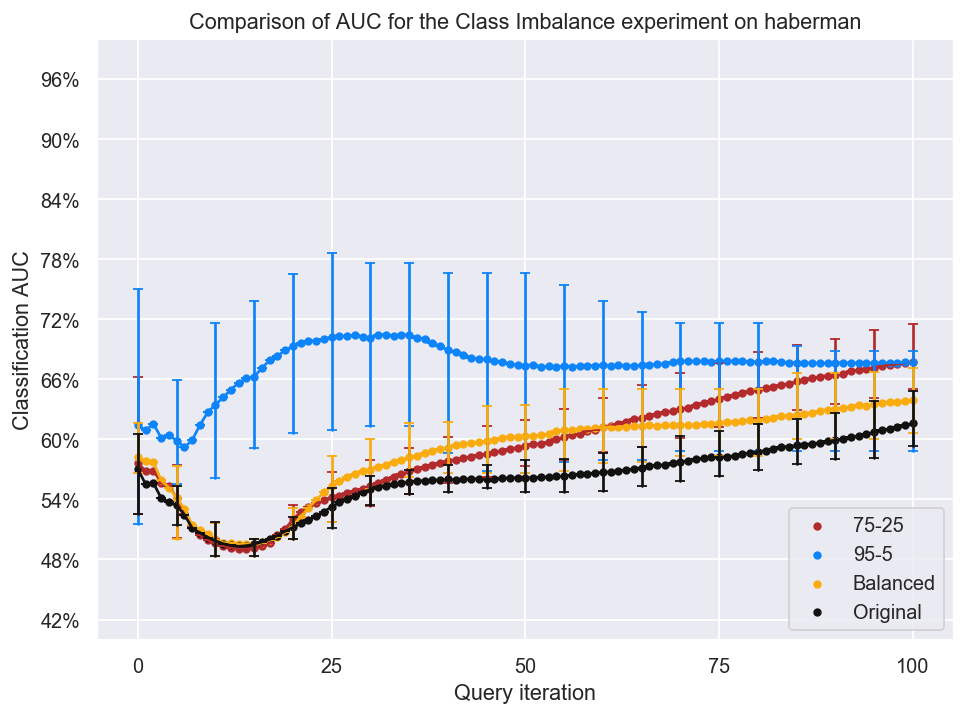 Comparison of AUC for the Class Imbalance experiment on haberman
96%
90%
84%
78%
72%
66%
60%
54%
48%
42%
Classification AUC
75-25
95-5
Balanced
Original
0 25 50 75 100
Query iteration